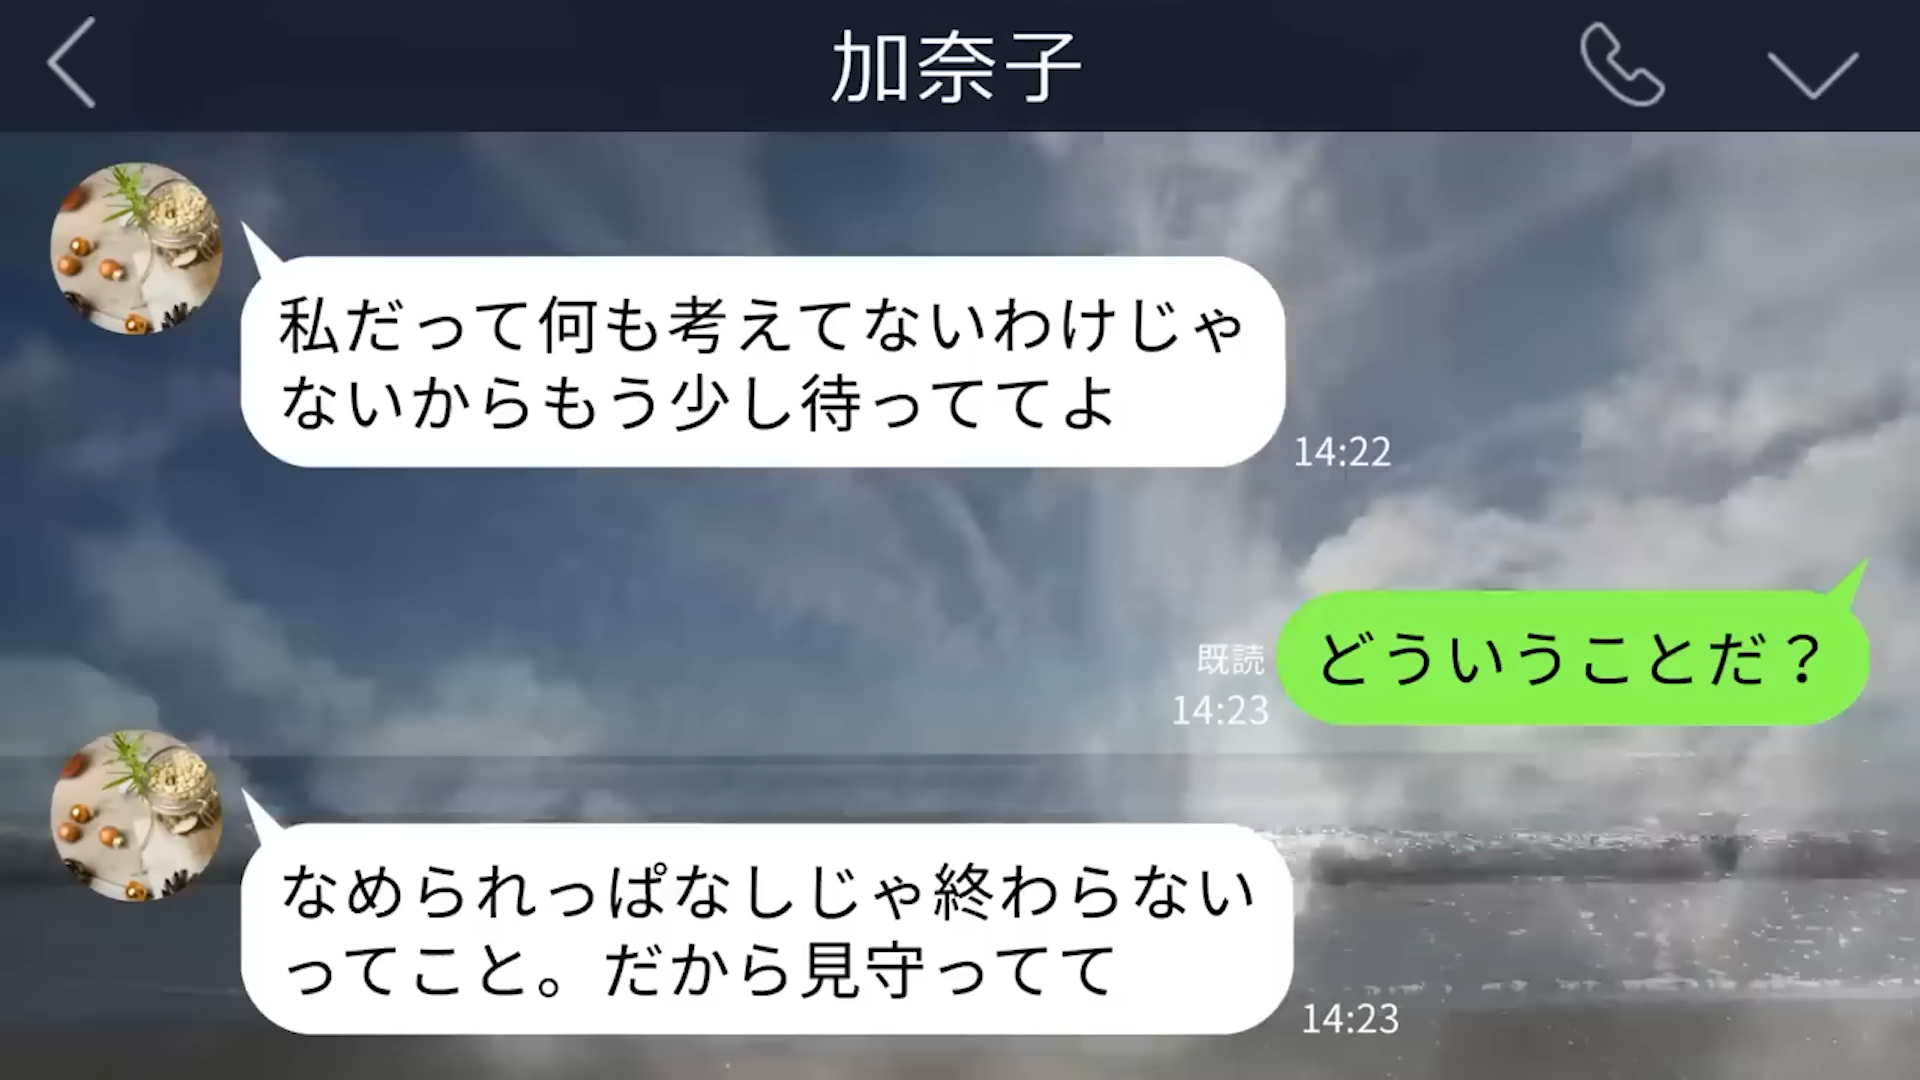 加奈子
私だって何も考えてないわけじゃ
ないからもう少し待っててよ
14:22
どういうことだ？
既読
14:23
なめられっぱなしじゃ終わらない
ってこと。だから見守ってて
14:23